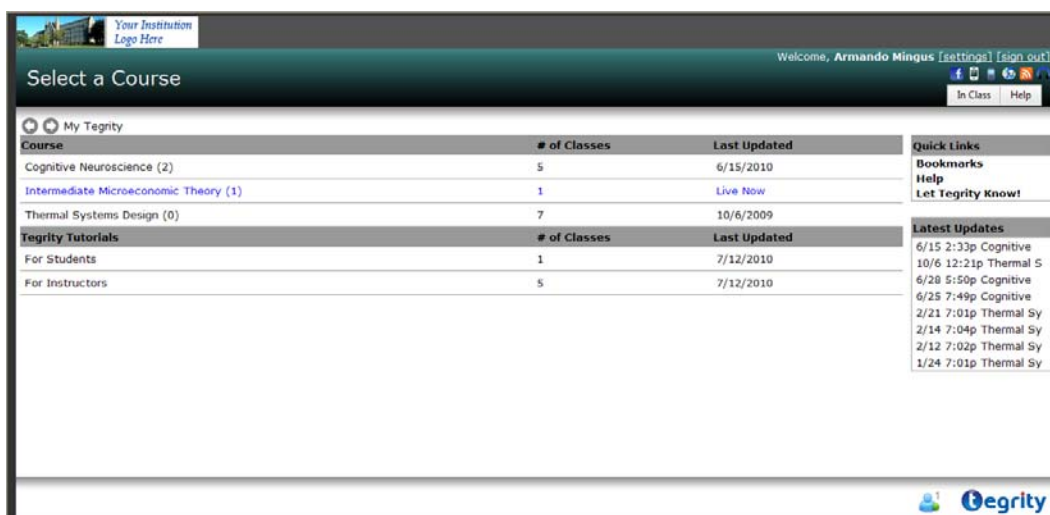 Your Institution
Logo Here
Welcome, Armando Mingus [settings] [sign out]
Select a Course
In Class Help
My Tegrity
Course # of Classes Last Updated
Cognitive Neuroscience (2) 5 6/15/2010
Intermediate Microeconomic Theory (1) 1 Live Now
Thermal Systems Design (0) 7 10/6/2009
Tegrity Tutorials # of Classes Last Updated
For Students 1 7/12/2010
For Instructors 5 7/12/2010
Quick Links
Bookmarks
Help
Let Tegrity Know!
Latest Updates
6/15 2:33p Cognitive
10/6 12:21p Thermal S
6/28 5:50p Cognitive
6/25 7:49p Cognitive
2/21 7:01p Thermal Sy
2/14 7:04p Thermal Sy
2/12 7:02p Thermal Sy
1/24 7:01p Thermal Sy
1
tegrity